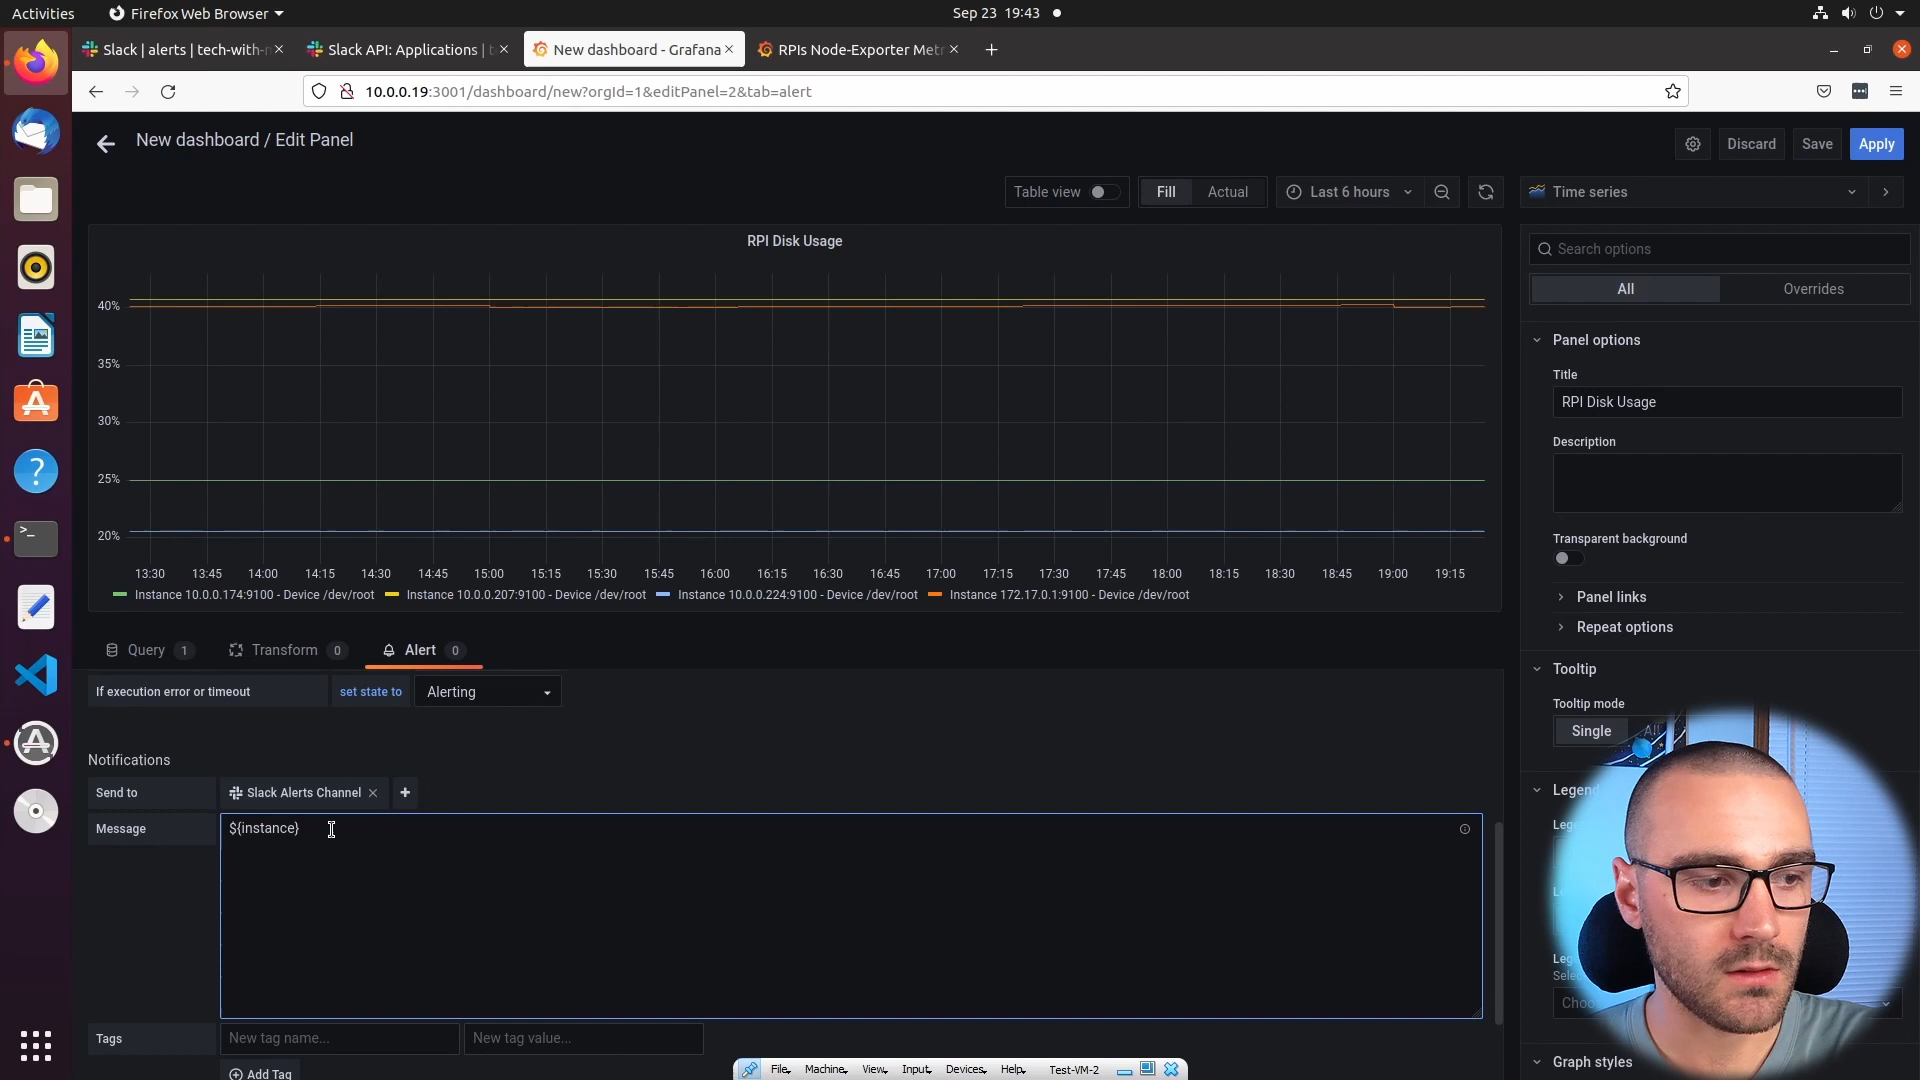 Activities
Firefox Web Browser
Sep 23 19:43
Slack | alerts | tech-with-
Slack API: Applications |
New dashboard - Grafana
RPIs Node-Exporter Met
10.0.0.19:3001/dashboard/new?orgId=1&editPanel=2&tab=alert
New dashboard / Edit Panel
Discard
Save
Apply
Table view
Fill
Actual
Last 6 hours
Time series
RPI Disk Usage
Search options
All
Overrides
40%
35%
30%
25%
20%
13:30 13:45 14:00 14:15 14:30 14:45 15:00 15:15 15:30 15:45 16:00 16:15 16:30 16:45 17:00 17:15 17:30 17:45 18:00 18:15 18:30 18:45 19:00 19:15
Instance 10.0.0.174:9100 - Device /dev/root Instance 10.0.0.207:9100 - Device /dev/root Instance 10.0.0.224:9100 - Device /dev/root Instance 172.17.0.1:9100 - Device /dev/root
Panel options
Title
RPI Disk Usage
Description
Transparent background
Panel links
Repeat options
Tooltip
Tooltip mode
Single
All
Query 1
Transform 0
Alert 0
If execution error or timeout
set state to
Alerting
Notifications
Send to
Slack Alerts Channel
Message
${instance}
Tags
New tag name...
New tag value...
Add Tag
Legend
Graph styles
File Machine View Input Devices Help Test-VM-2